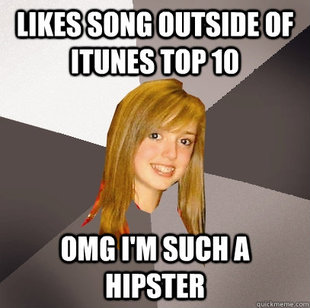 LIKES SONG OUTSIDE OF
ITUNES TOP 10
OMG I'M SUCH A
HIPSTER
quickmeme.com